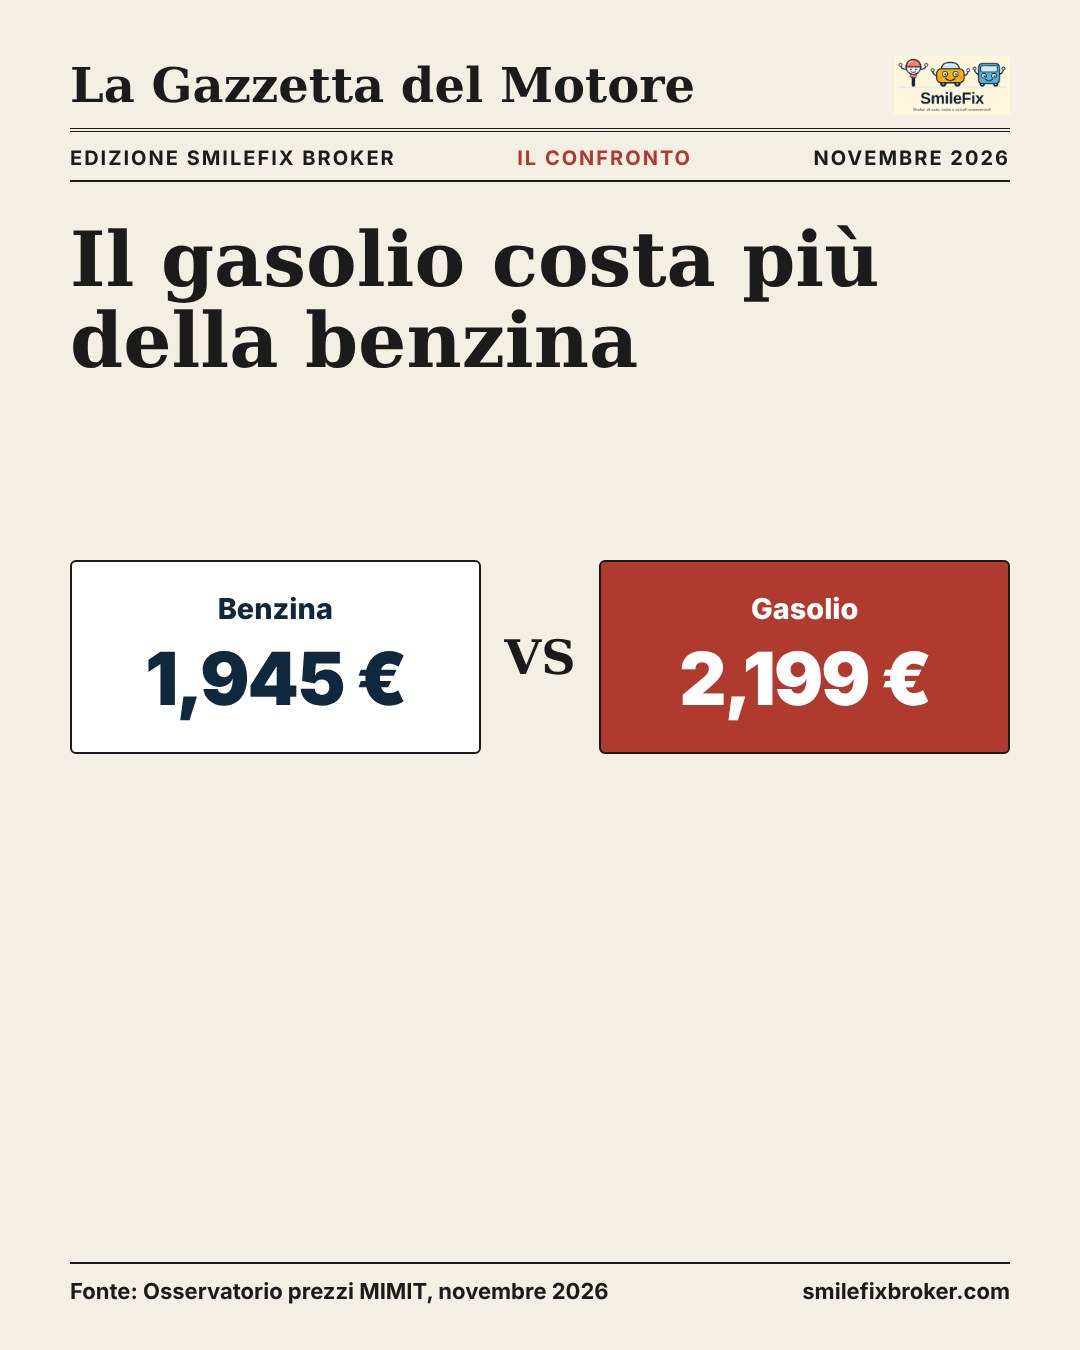 La Gazzetta del Motore
SmileFix
EDIZIONE SMILEFIX BROKER
IL CONFRONTO
NOVEMBRE 2026
Il gasolio costa più
della benzina
Benzina
1,945 €
VS
Gasolio
2,199 €
Fonte: Osservatorio prezzi MIMIT, novembre 2026
smilefixbroker.com